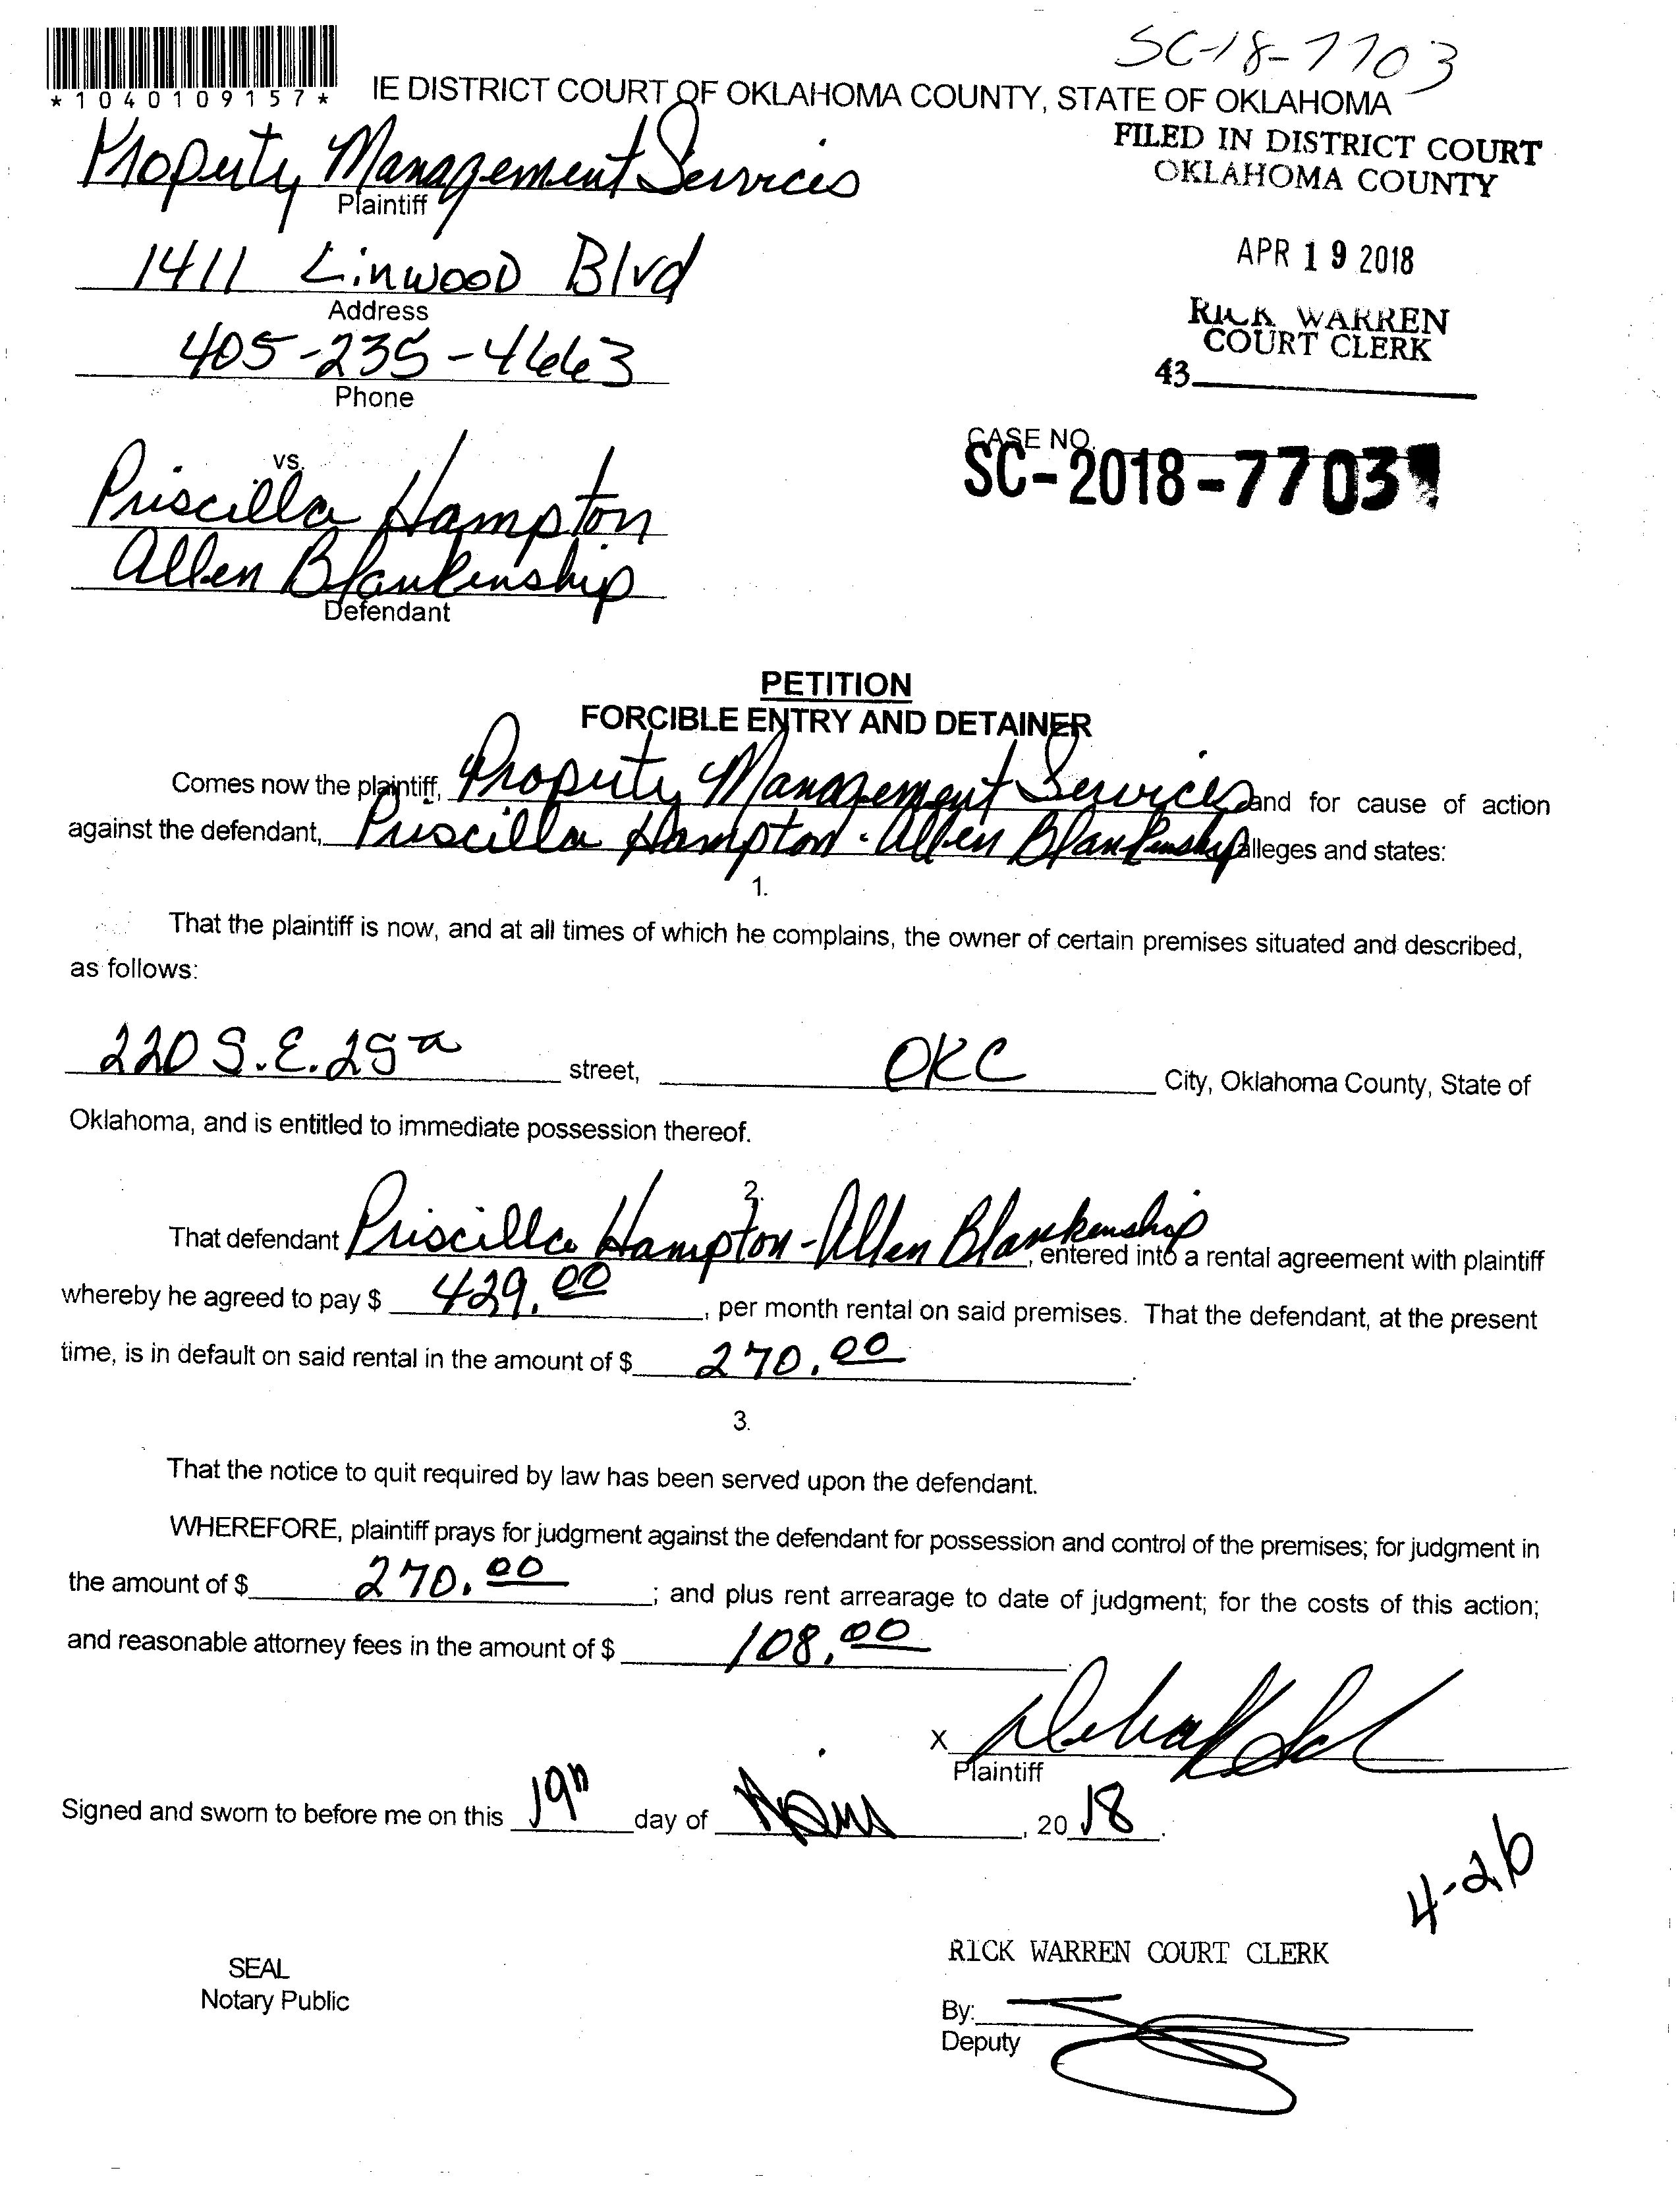 SC-18-7703
*1040109157*
IE DISTRICT COURT OF OKLAHOMA COUNTY, STATE OF OKLAHOMA
FILED IN DISTRICT COURT
OKLAHOMA COUNTY
Property Management Services
Plaintiff
APR 19 2018
1411 Linwood Blvd
Address
RICK WARREN
COURT CLERK
405-235-4663
43
Phone
CASE NO.
SC-2018-7703
vs.
Priscilla Hampton
Allen Blankenship
Defendant
PETITION
FORCIBLE ENTRY AND DETAINER
Comes now the plaintiff, Property Management Services and for cause of action
against the defendant, Priscilla Hampton - Allen Blankenship alleges and states:
1.
That the plaintiff is now, and at all times of which he complains, the owner of certain premises situated and described,
as follows:
220 S.E. 25th street, OKC City, Oklahoma County, State of
Oklahoma, and is entitled to immediate possession thereof.
2.
That defendant Priscilla Hampton - Allen Blankenship, entered into a rental agreement with plaintiff
whereby he agreed to pay $ 429.00, per month rental on said premises. That the defendant, at the present
time, is in default on said rental in the amount of $ 270.00.
3.
That the notice to quit required by law has been served upon the defendant.
WHEREFORE, plaintiff prays for judgment against the defendant for possession and control of the premises; for judgment in
the amount of $ 270.00; and plus rent arrearage to date of judgment; for the costs of this action;
and reasonable attorney fees in the amount of $ 108.00.
X
Plaintiff
Signed and sworn to before me on this 19th day of , 2018.
4-26
RICK WARREN COURT CLERK
SEAL
Notary Public
By:
Deputy